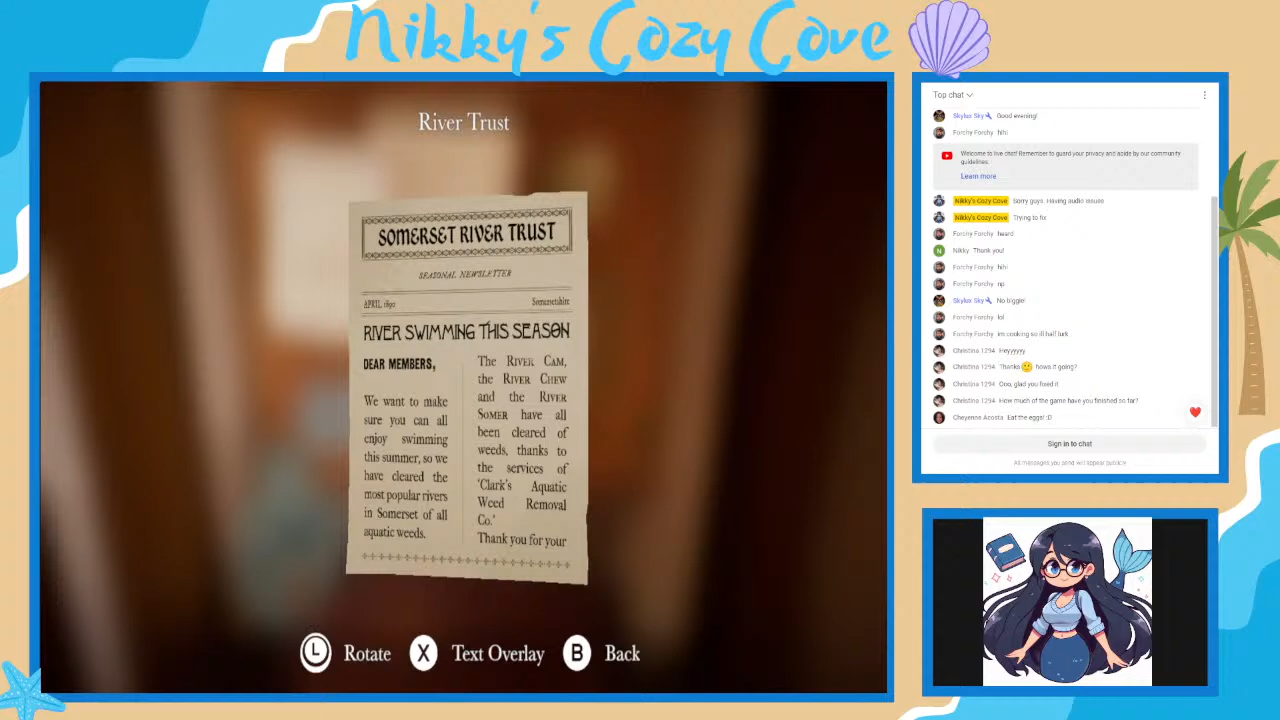 Nikky's Cozy Cove
River Trust
SOMERSET RIVER TRUST
SEASONAL NEWSLETTER
APRIL 1890
Somersetshire
RIVER SWIMMING THIS SEASON
DEAR MEMBERS,
We want to make
sure you can all
enjoy swimming
this summer, so we
have cleared the
most popular rivers
in Somerset of all
aquatic weeds.
The RIVER CAM,
the RIVER CHEW
and the RIVER
SOMER have all
been cleared of
weeds, thanks to
the services of
'Clark's Aquatic
Weed Removal
Co.'
Thank you for your
L Rotate X Text Overlay B Back
Top chat
Skylux Sky Good evening!
Forchy Forchy hihi
Welcome to live chat! Remember to guard your privacy and abide by our community
guidelines.
Learn more
Nikky's Cozy Cove Sorry guys. Having audio issues
Nikky's Cozy Cove Trying to fix
Forchy Forchy heard
N Nikky Thank you!
Forchy Forchy hihi
Forchy Forchy np
Skylux Sky No biggie!
Forchy Forchy lol
Forchy Forchy im cooking so ill half lurk
Christina 1294 Heyyyyy
Christina 1294 Thanks 🙂 hows it going?
Christina 1294 Ooo, glad you fixed it
Christina 1294 How much of the game have you finished so far?
Cheyenne Acosta Eat the eggs! :D
Sign in to chat
All messages you send will appear publicly